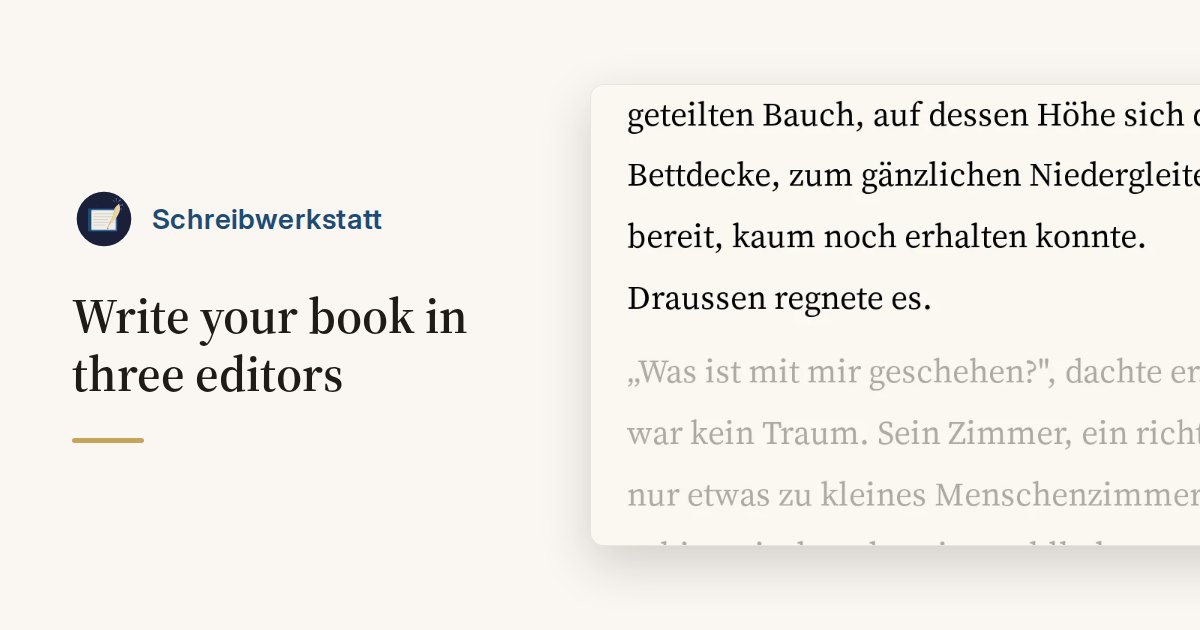 Schreibwerkstatt
Write your book in
three editors
geteilten Bauch, auf dessen Höhe sich
Bettdecke, zum gänzlichen
bereit, kaum noch erhalten konnte.
Draussen regnete es.
„Was ist mit mir geschehen?", dachte er
war kein Traum. Sein Zimmer, ein
nur etwas zu kleines Menschenzimmer